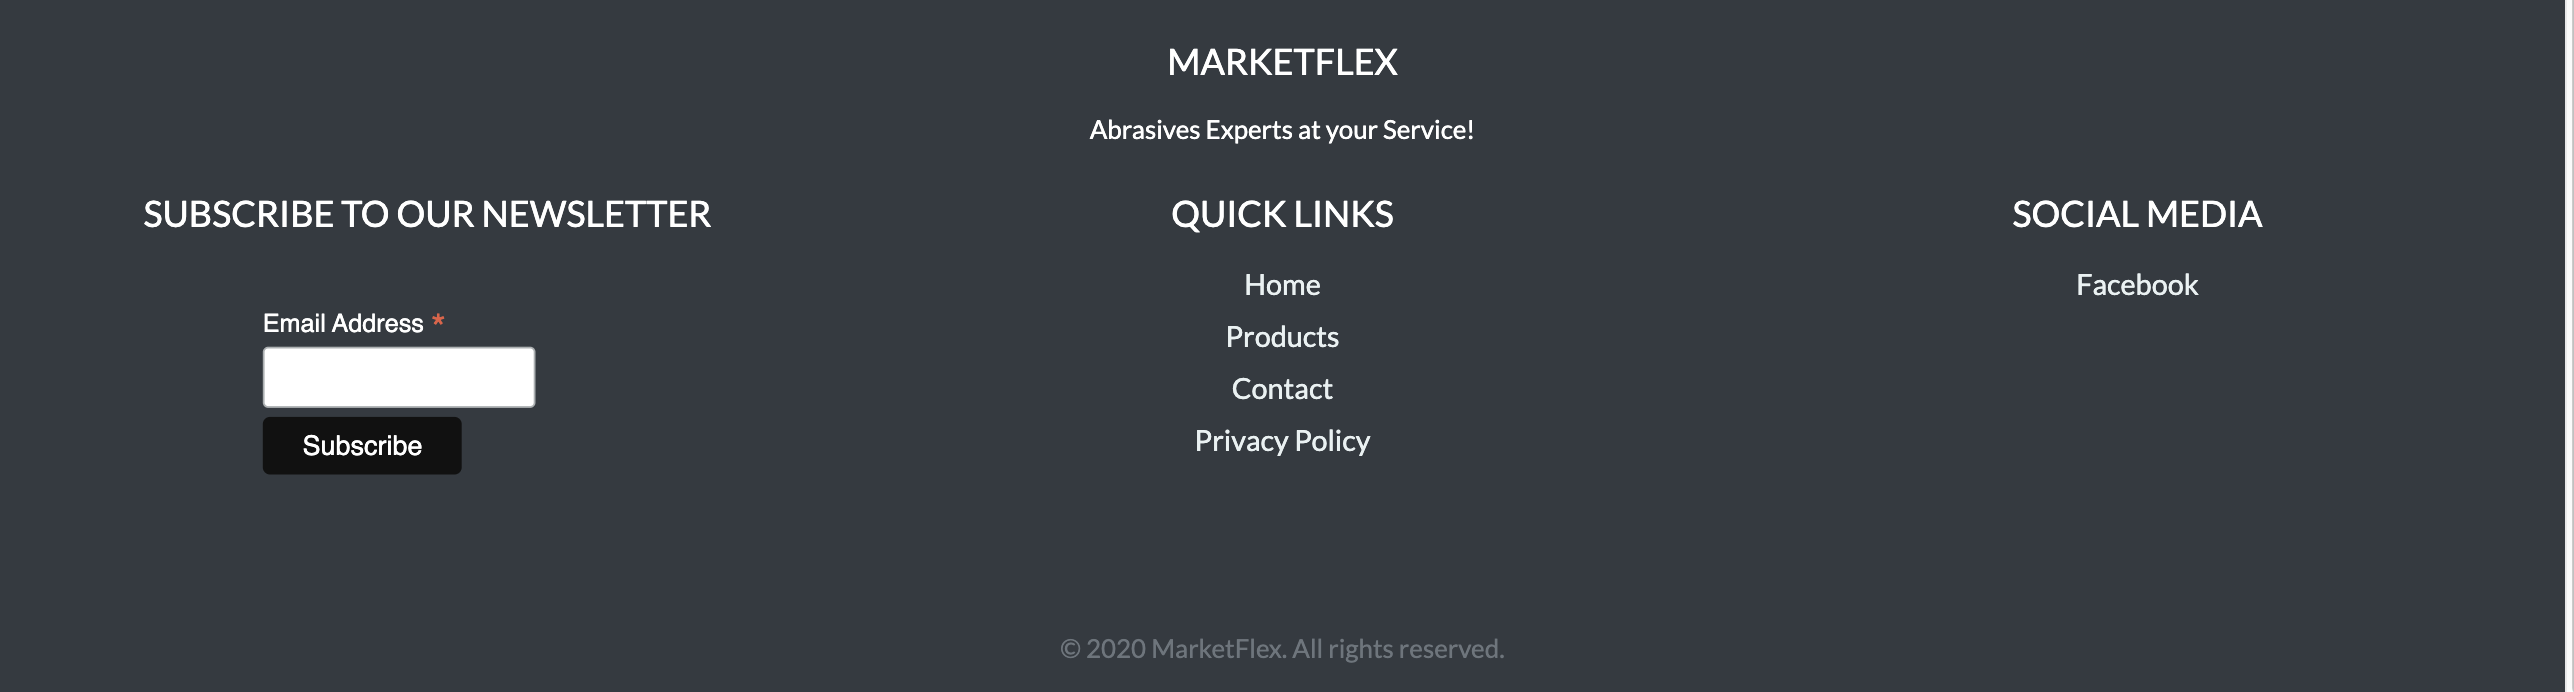 MARKETFLEX
Abrasives Experts at your Service!
SUBSCRIBE TO OUR NEWSLETTER
Email Address *
Subscribe
QUICK LINKS
Home
Products
Contact
Privacy Policy
SOCIAL MEDIA
Facebook
© 2020 MarketFlex. All rights reserved.